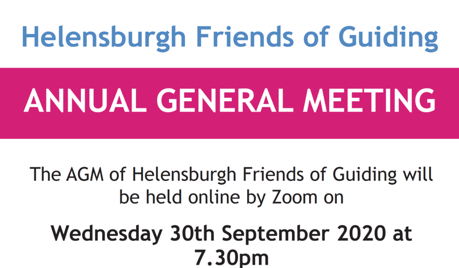 Helensburgh Friends of Guiding
ANNUAL GENERAL MEETING
The AGM of Helensburgh Friends of Guiding will
be held online by Zoom on
Wednesday 30th September 2020 at
7.30pm